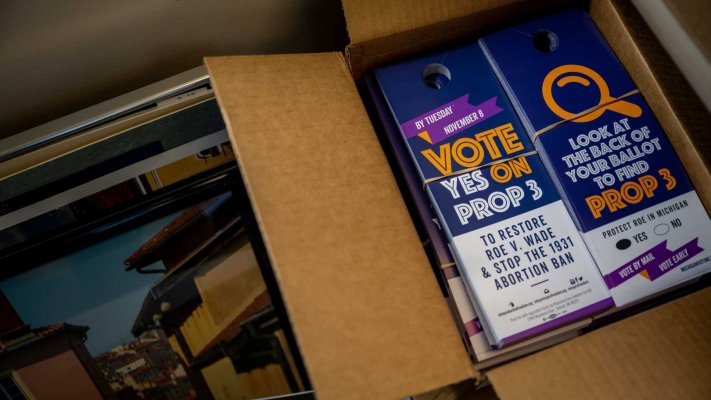 BY TUESDAY
NOVEMBER 8
VOTE
YES ON
PROP 3
TO RESTORE
ROE V. WADE
& STOP THE 1931
ABORTION BAN
LOOK AT
THE BACK OF
YOUR BALLOT
TO FIND
PROP 3
PROTECT ROE IN MICHIGAN
YES NO
VOTE BY MAIL
VOTE EARLY